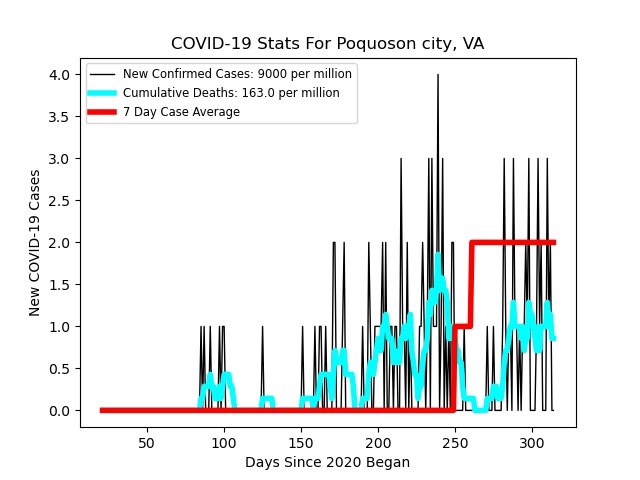 COVID-19 Stats For Poquoson city, VA
New Confirmed Cases: 9000 per million
Cumulative Deaths: 163.0 per million
7 Day Case Average
New COVID-19 Cases
4.0
3.5
3.0
2.5
2.0
1.5
1.0
0.5
0.0
50 100 150 200 250 300
Days Since 2020 Began